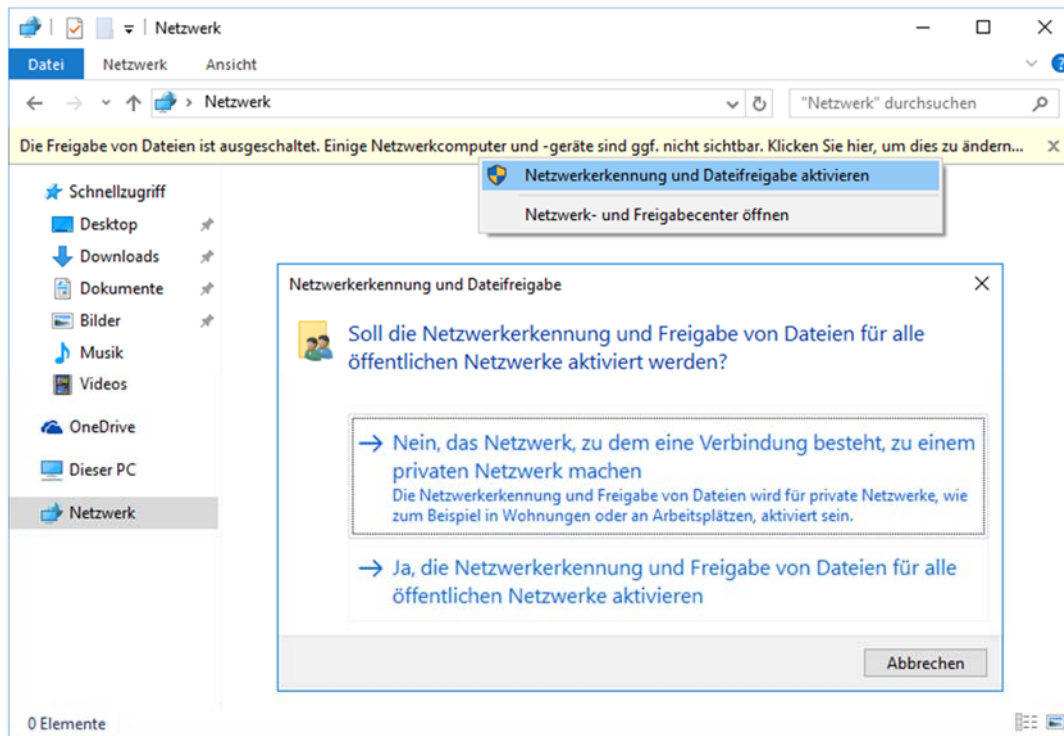 Netzwerk
Datei Netzwerk Ansicht
Netzwerk "Netzwerk" durchsuchen
Die Freigabe von Dateien ist ausgeschaltet. Einige Netzwerkcomputer und -geräte sind ggf. nicht sichtbar. Klicken Sie hier, um dies zu ändern...
Netzwerkerkennung und Dateifreigabe aktivieren
Netzwerk- und Freigabecenter öffnen
Schnellzugriff
Desktop
Downloads
Dokumente
Bilder
Musik
Videos
OneDrive
Dieser PC
Netzwerk
Netzwerkerkennung und Dateifreigabe
Soll die Netzwerkerkennung und Freigabe von Dateien für alle
öffentlichen Netzwerke aktiviert werden?
Nein, das Netzwerk, zu dem eine Verbindung besteht, zu einem
privaten Netzwerk machen
Die Netzwerkerkennung und Freigabe von Dateien wird für private Netzwerke, wie
zum Beispiel in Wohnungen oder an Arbeitsplätzen, aktiviert sein.
Ja, die Netzwerkerkennung und Freigabe von Dateien für alle
öffentlichen Netzwerke aktivieren
Abbrechen
0 Elemente